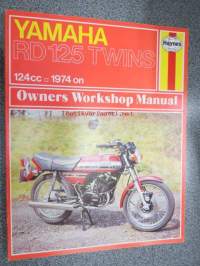 YAMAHA
Haynes
RD 125 TWINS
124cc □ 1974 on
Owners Workshop Manual